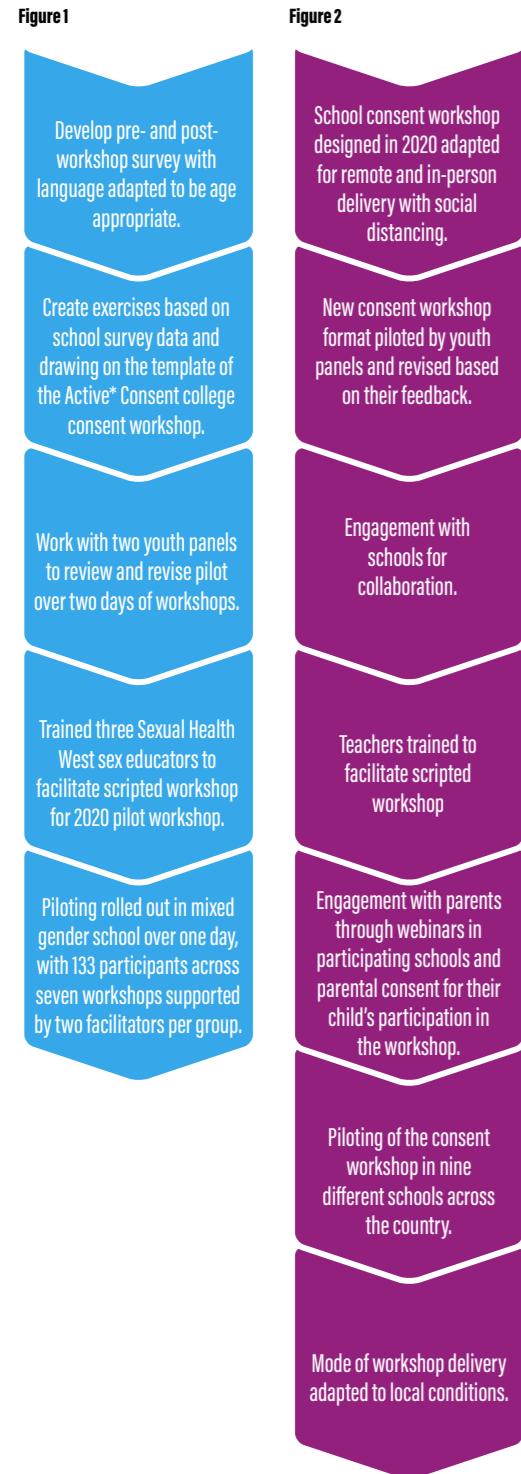 Figure 1
Develop pre- and post-
workshop survey with
language adapted to be age
appropriate.
Create exercises based on
school survey data and
drawing on the template of
the Active* Consent college
consent workshop.
Work with two youth panels
to review and revise pilot
over two days of workshops.
Trained three Sexual Health
West sex educators to
facilitate scripted workshop
for 2020 pilot workshop.
Piloting rolled out in mixed
gender school over one day,
with 133 participants across
seven workshops supported
by two facilitators per group.
Figure 2
School consent workshop
designed in 2020 adapted
for remote and in-person
delivery with social
distancing.
New consent workshop
format piloted by youth
panels and revised based
on their feedback.
Engagement with
schools for
collaboration.
Teachers trained to
facilitate scripted
workshop
Engagement with parents
through webinars in
participating schools and
parental consent for their
child's participation in
the workshop.
Piloting of the consent
workshop in nine
different schools across
the country.
Mode of workshop delivery
adapted to local conditions.